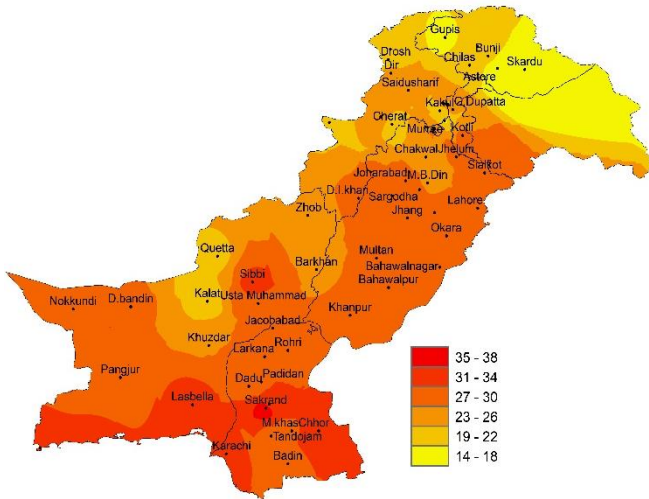 Gupis
Drosh
Bunji
Chilas
Dir
Skardu
Astore
Saidusharif
Kakul
G.Dupatta
Cherat
Murree
Kotli
Chakwal
Jhelum
Sialkot
Joharabad
M.B.Din
D.I.khan
Sargodha
Zhob
Lahore
Jhang
Okara
Quetta
Multan
Barkhan
Bahawalnagar
Sibbi
Bahawalpur
Nokkundi
D.bandin
Kalat
Usta Muhammad
Khanpur
Jacobabad
Khuzdar
Rohri
Larkana
Pangjur
Padidan
Dadu
Lasbella
Sakrand
M.khas
Chhor
Tandojam
Karachi
Badin
35 - 38
31 - 34
27 - 30
23 - 26
19 - 22
14 - 18